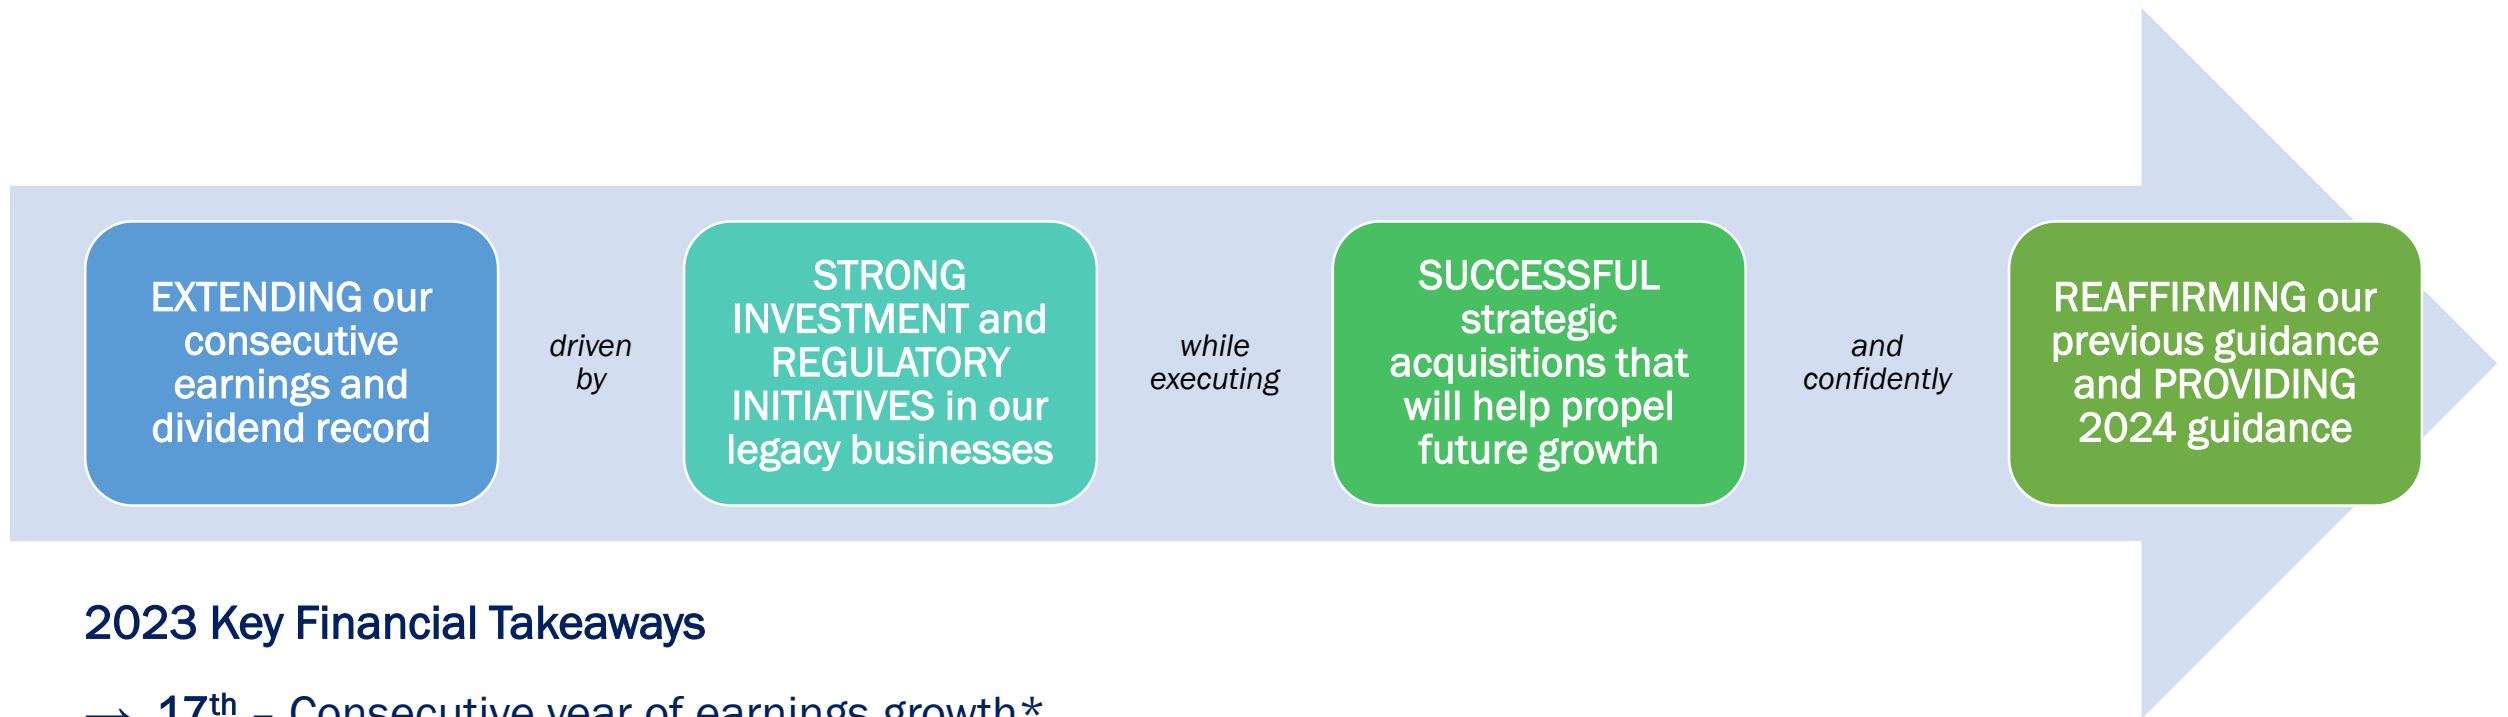 EXTENDING our
consecutive
earnings and
dividend record
driven
by
STRONG
INVESTMENT and
REGULATORY
INITIATIVES in our
legacy businesses
while
executing
SUCCESSFUL
strategic
acquisitions that
will help propel
future growth
and
confidently
REAFFIRMING our
previous guidance
and PROVIDING
2024 guidance
2023 Key Financial Takeaways
→ 17th – Consecutive year of earnings growth*